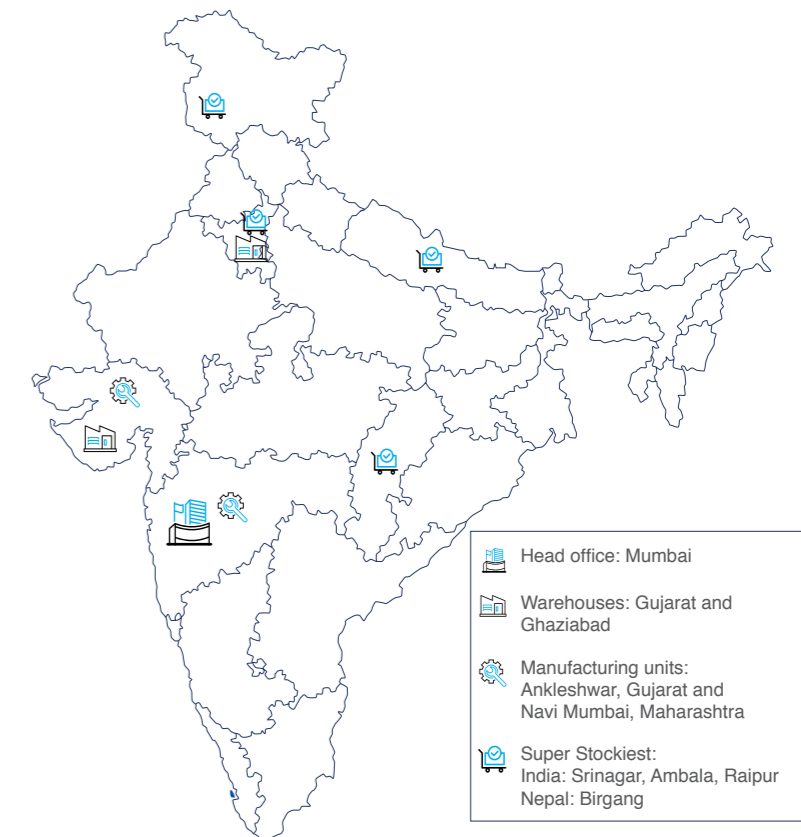 Head office: Mumbai
Warehouses: Gujarat and
Ghaziabad
Manufacturing units:
Ankleshwar, Gujarat and
Navi Mumbai, Maharashtra
Super Stockiest:
India: Srinagar, Ambala, Raipur
Nepal: Birgang